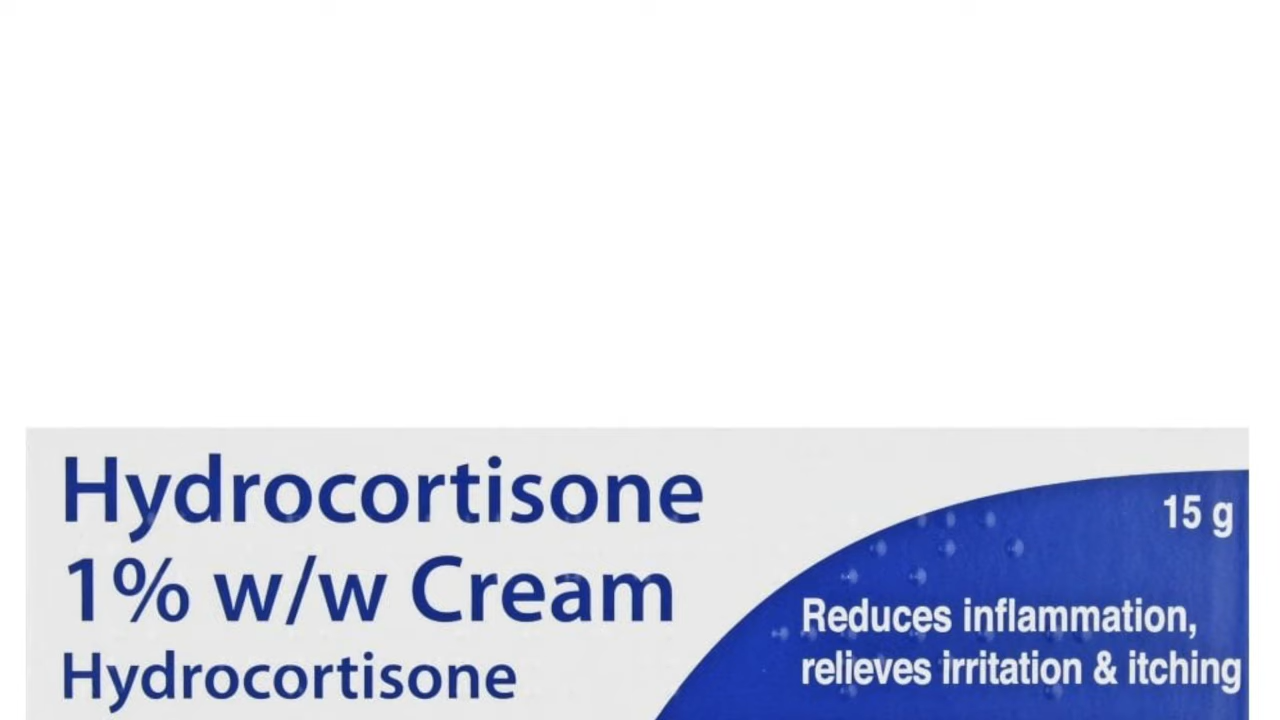 Hydrocortisone
1% w/w Cream
Hydrocortisone
15 g
Reduces inflammation,
relieves irritation & itching